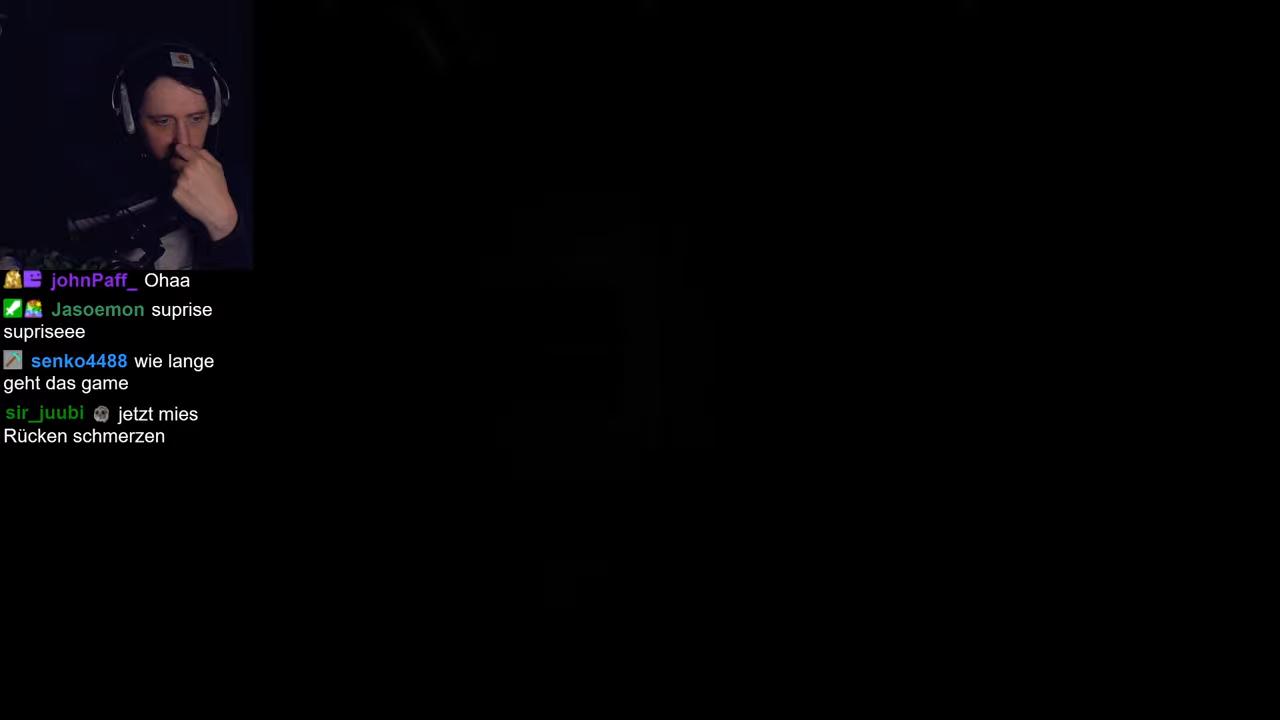 johnPaff_ Ohaa
Jasoemon suprise
supriseee
senko4488 wie lange
geht das game
sir_juubi jetzt mies
Rücken schmerzen